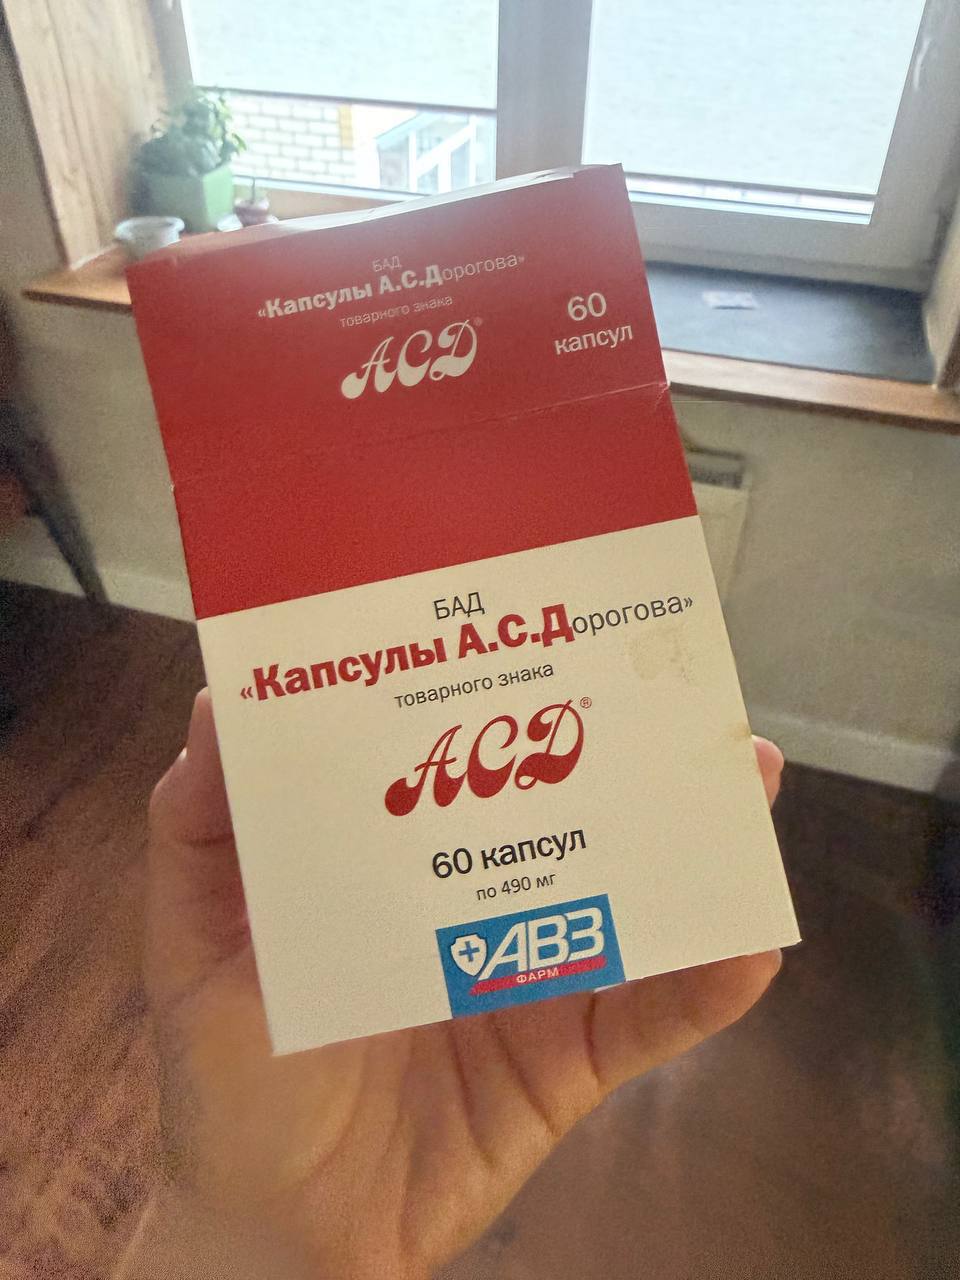 БАД
«Капсулы А.С.Дорогова»
товарного знака
АСД®
60
капсул
БАД
«Капсулы А.С.Дорогова»
товарного знака
АСД®
60 капсул
по 490 мг
АВЗ
ФАРМ